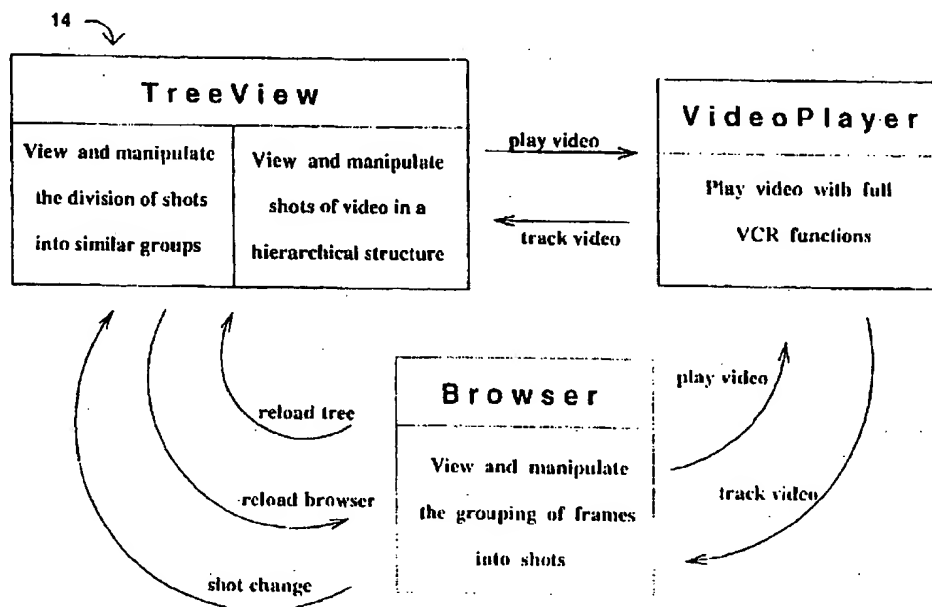 14
TreeView
View and manipulate
the division of shots
into similar groups
View and manipulate
shots of video in a
hierarchical structure
play video
track video
VideoPlayer
Play video with full
VCR functions
reload tree
reload browser
shot change
Browser
View and manipulate
the grouping of frames
into shots
play video
track video